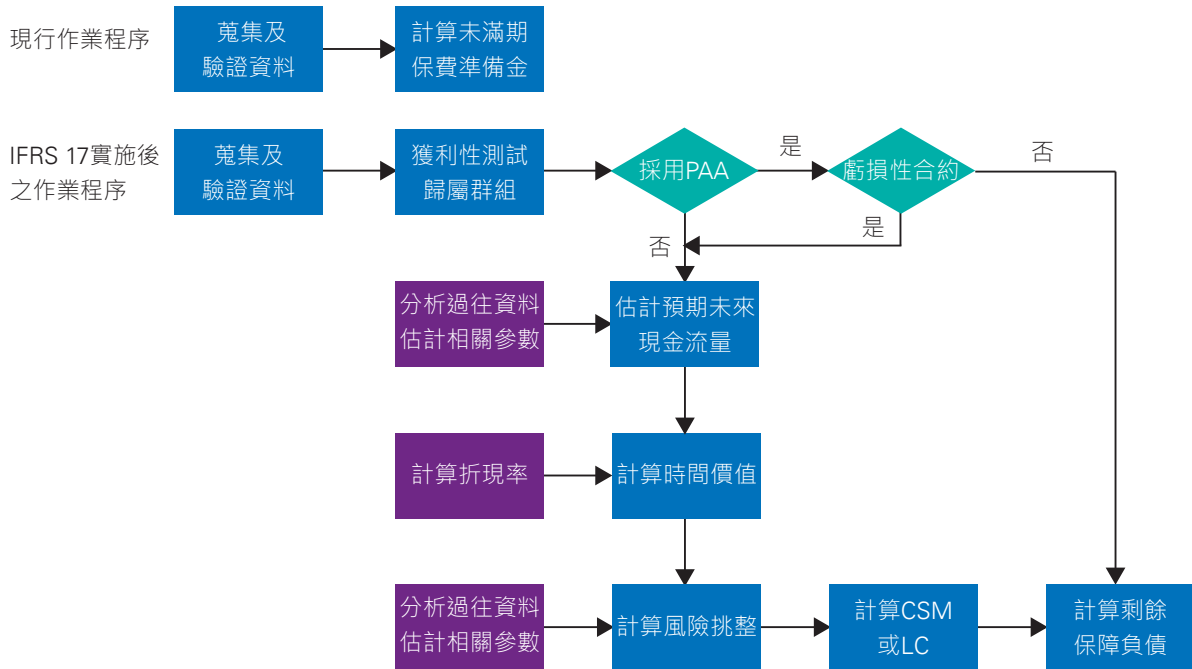 現行作業程序
蒐集及
驗證資料
計算未滿期
保費準備金
IFRS 17實施後
之作業程序
蒐集及
驗證資料
獲利性測試
歸屬群組
採用PAA
是
虧損性合約
否
否
是
分析過往資料
估計相關參數
估計預期未來
現金流量
計算折現率
計算時間價值
分析過往資料
估計相關參數
計算風險挑整
計算CSM
或LC
計算剩餘
保障負債